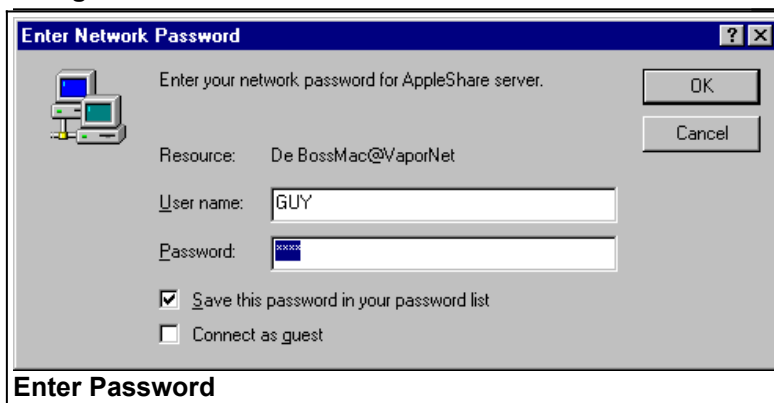 Enter Network Password
Enter your network password for AppleShare server.
OK
Cancel
Resource: De BossMac@VaporNet
User name: GUY
Password: ****
Save this password in your password list
Connect as guest
Enter Password